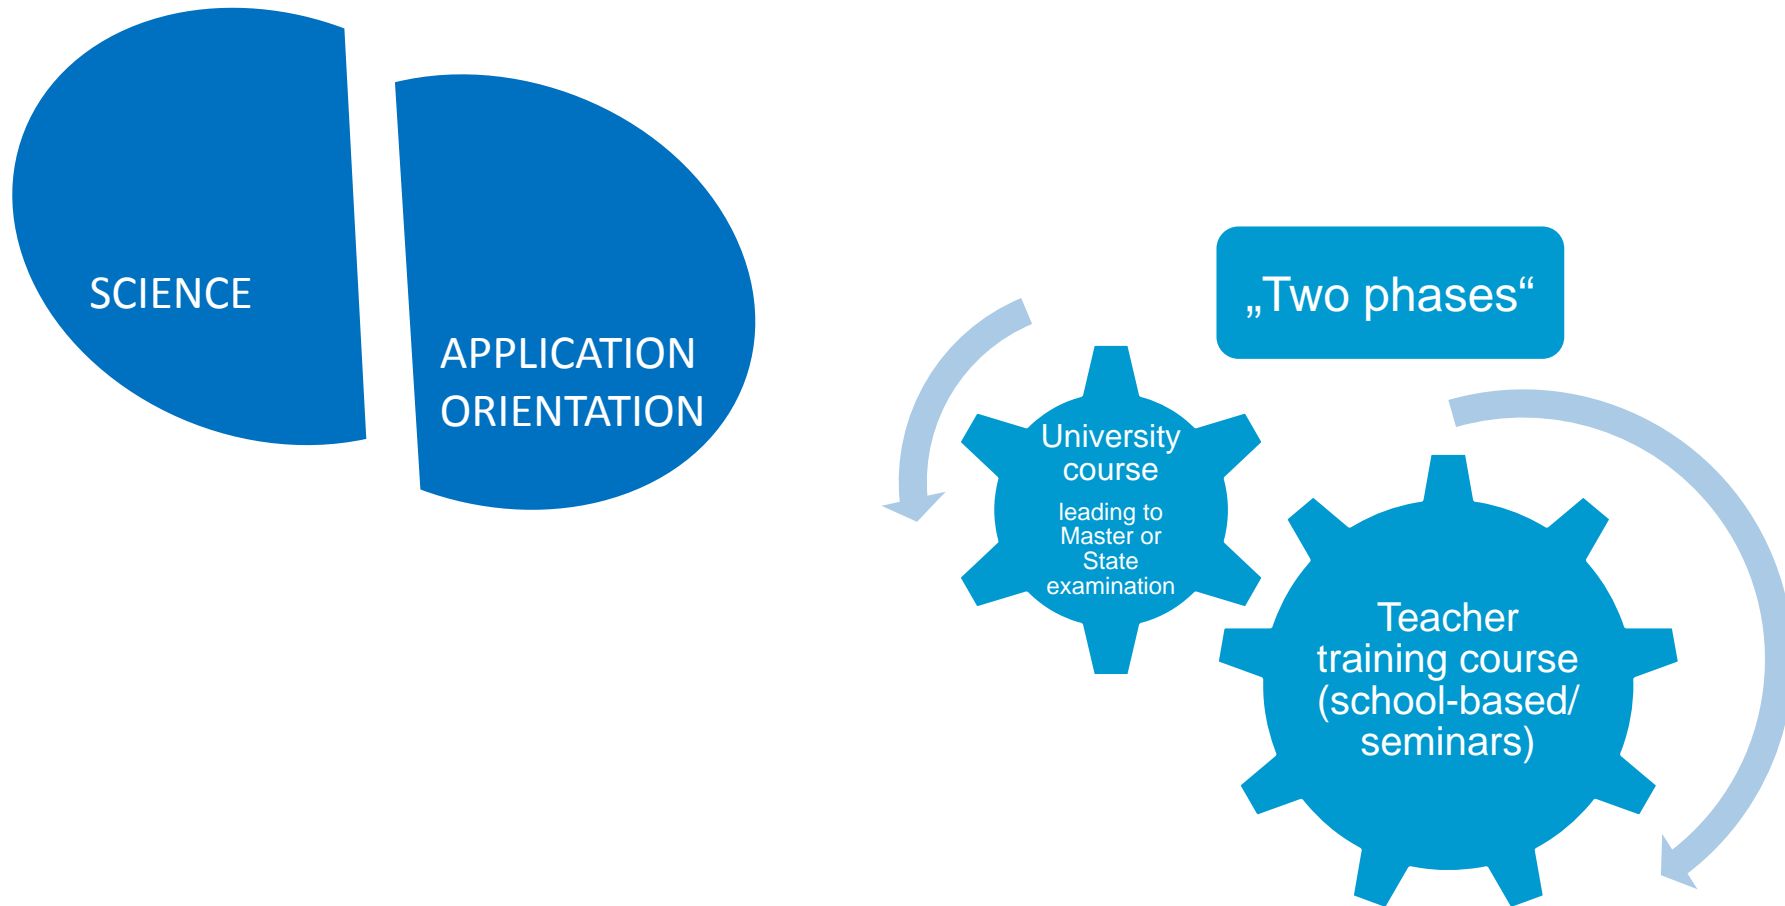 SCIENCE
APPLICATION
ORIENTATION
„Two phases“
University
course
leading to
Master or
State
examination
Teacher
training course
(school-based/
seminars)